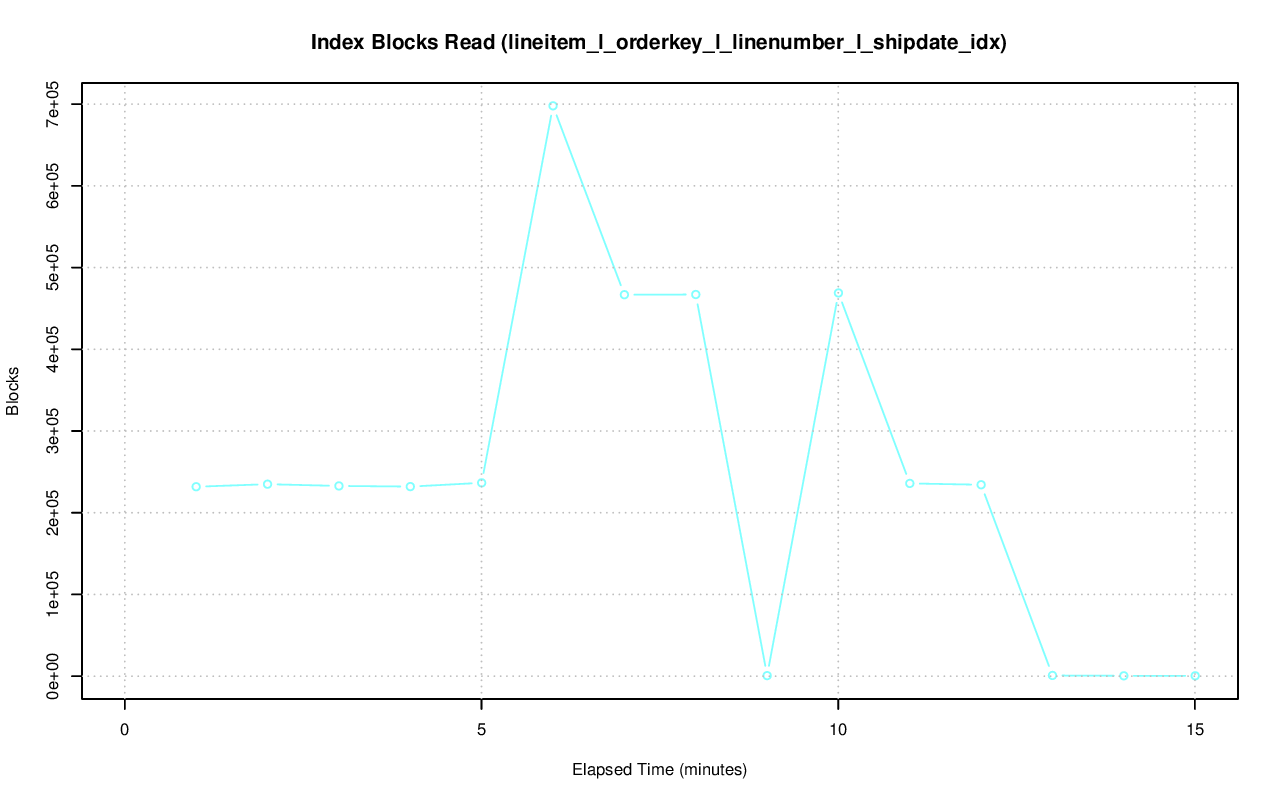 Index Blocks Read (lineitem_l_orderkey_l_linenumber_l_shipdate_idx)
7e+05
6e+05
5e+05
4e+05
3e+05
2e+05
1e+05
0e+00
Blocks
0 5 10 15
Elapsed Time (minutes)